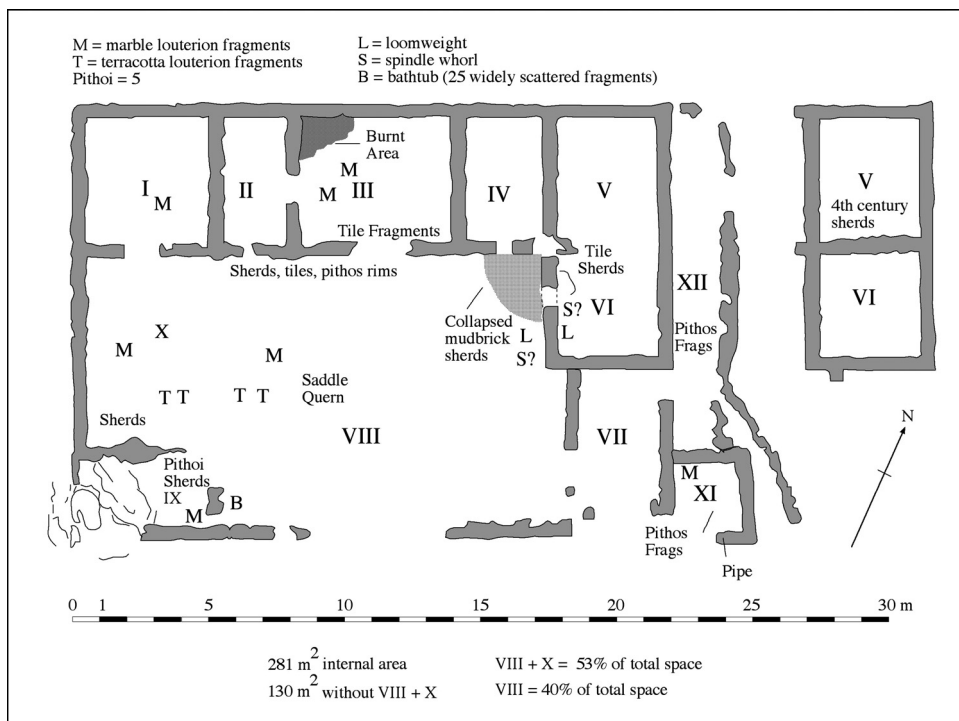 M = marble louterion fragments
T = terracotta louterion fragments
Pithoi = 5
L = loomweight
S = spindle whorl
B = bathtub (25 widely scattered fragments)
Burnt
Area
I
M
II
M
M
III
IV
V
V
4th century
sherds
Tile Fragments
Sherds, tiles, pithos rims
Tile
Sherds
XII
VI
S?
VI
Collapsed
mudbrick
sherds
L
L
S?
Pithos
Frags
X
M
M
T T
T T
Saddle
Quern
Sherds
VIII
VII
N
Pithoi
Sherds
IX
M
B
M
XI
Pithos
Frags
Pipe
0 1 5 10 15 20 25 30 m
281 m2 internal area
130 m2 without VIII + X
VIII + X = 53% of total space
VIII = 40% of total space